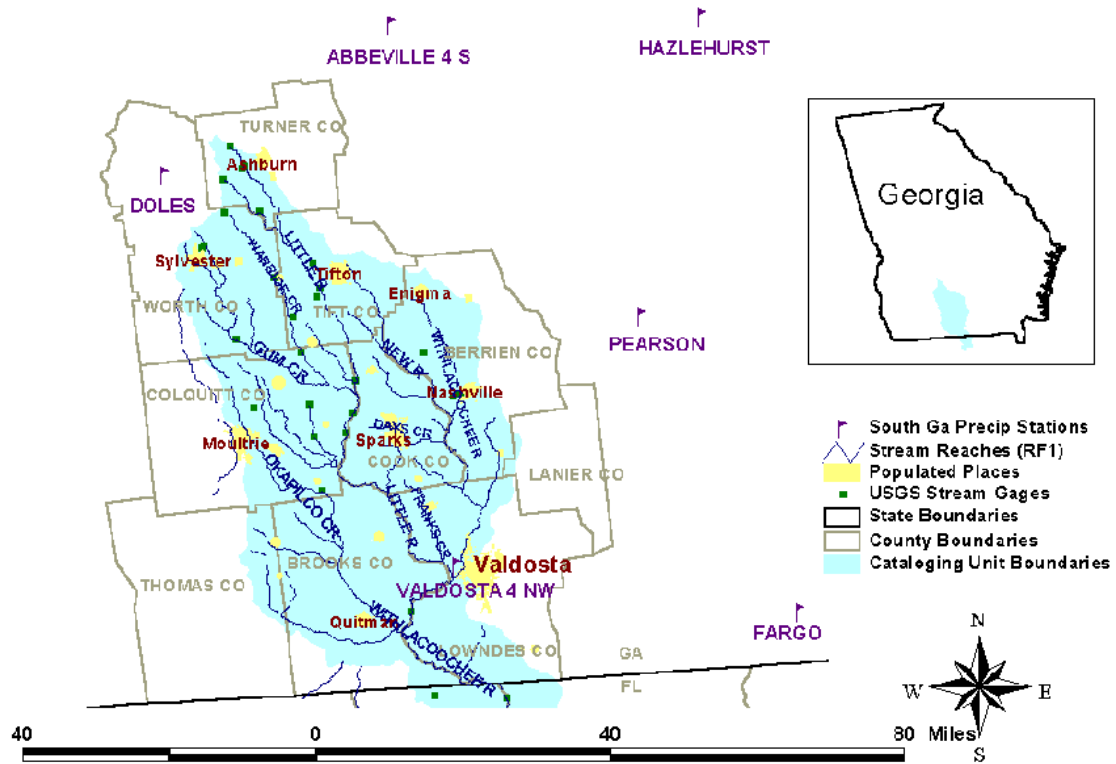 ABBEVILLE 4 S
HAZLEHURST
TURNER CO
Ashburn
DOLES
Georgia
LITTLE R
Sylvester
WARRIOR CR
Tifton
Enigma
WORTH CO
TIFT CO
PEARSON
GUM CR
NEW R
WITHLACOOCHEE R
BERRIEN CO
COLQUITT CO
Nashville
DAYS CR
Moultrie
Sparks
COOK CO
OKAPILCO CR
LANIER CO
LITTLE R
FRANKS CR
South Ga Precip Stations
Stream Reaches (RF1)
Populated Places
USGS Stream Gages
State Boundaries
County Boundaries
Cataloging Unit Boundaries
THOMAS CO
BROOKS CO
Valdosta
VALDOSTA 4 NW
Quitman
WITHLACOOCHEE R
LOWNDES CO
FARGO
GA
FL
N
W
E
S
40
0
40
80
Miles